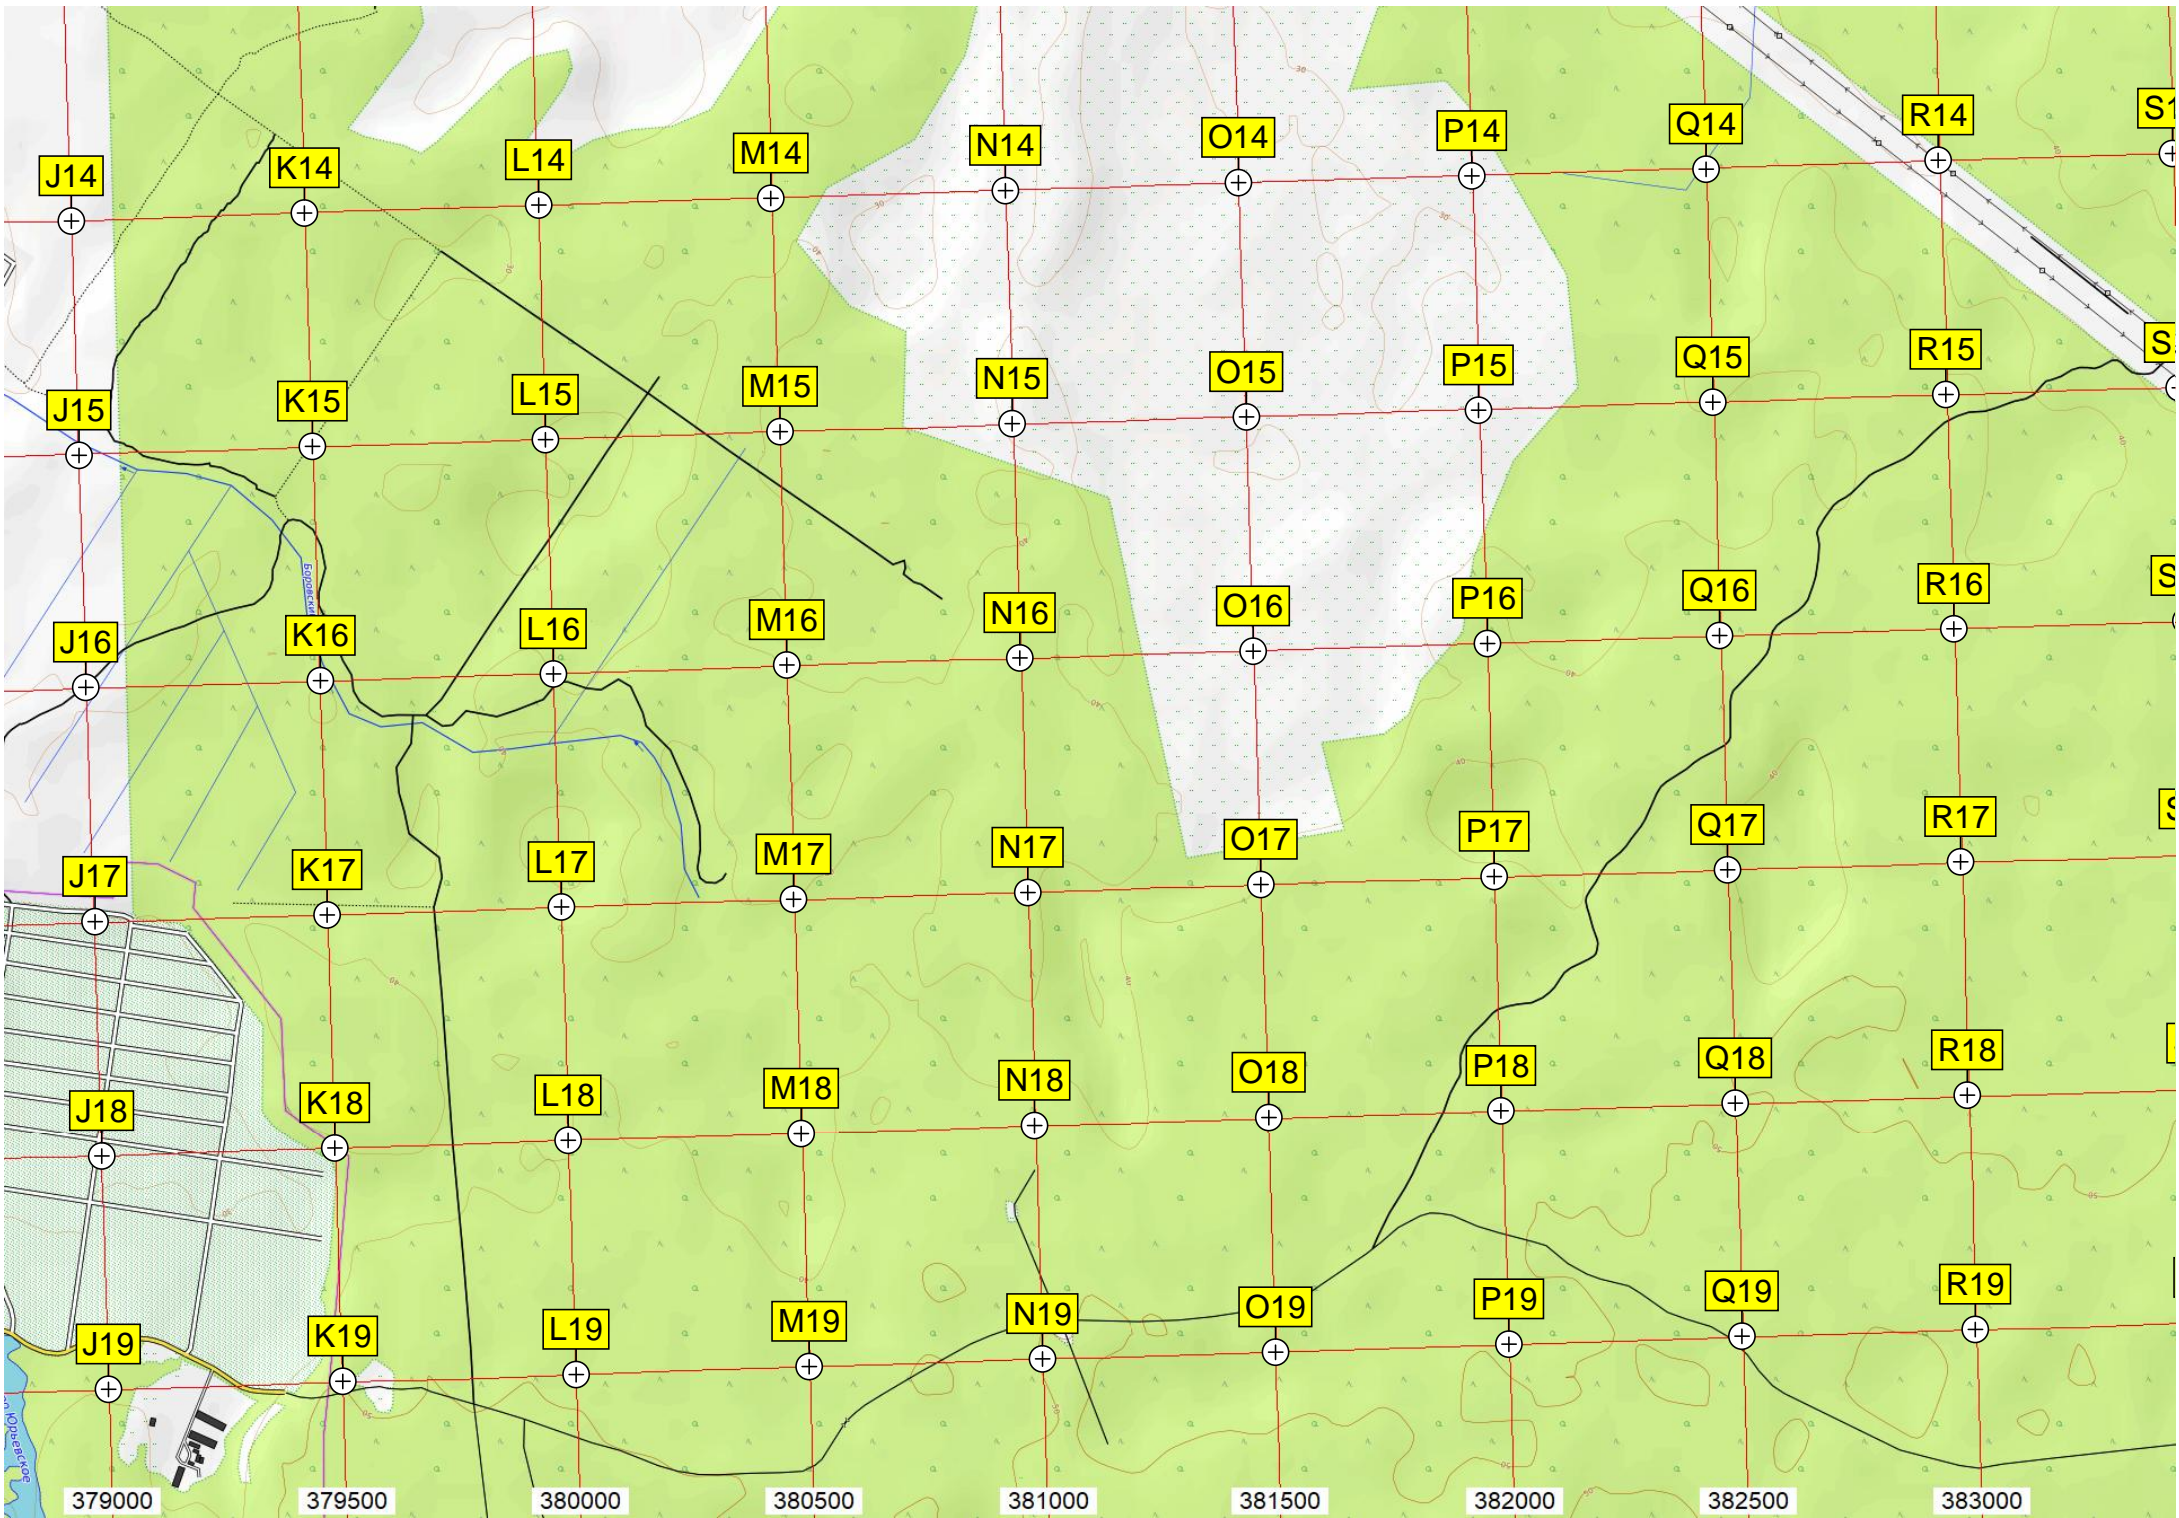 J14 K14 L14 M14 N14 O14 P14 Q14 R14
J15 K15 L15 M15 N15 O15 P15 Q15 R15
J16 K16 L16 M16 N16 O16 P16 Q16 R16
J17 K17 L17 M17 N17 O17 P17 Q17 R17
J18 K18 L18 M18 N18 O18 P18 Q18 R18
J19 K19 L19 M19 N19 O19 P19 Q19 R19
Юрьевское
379000 379500 380000 380500 381000 381500 382000 382500 383000